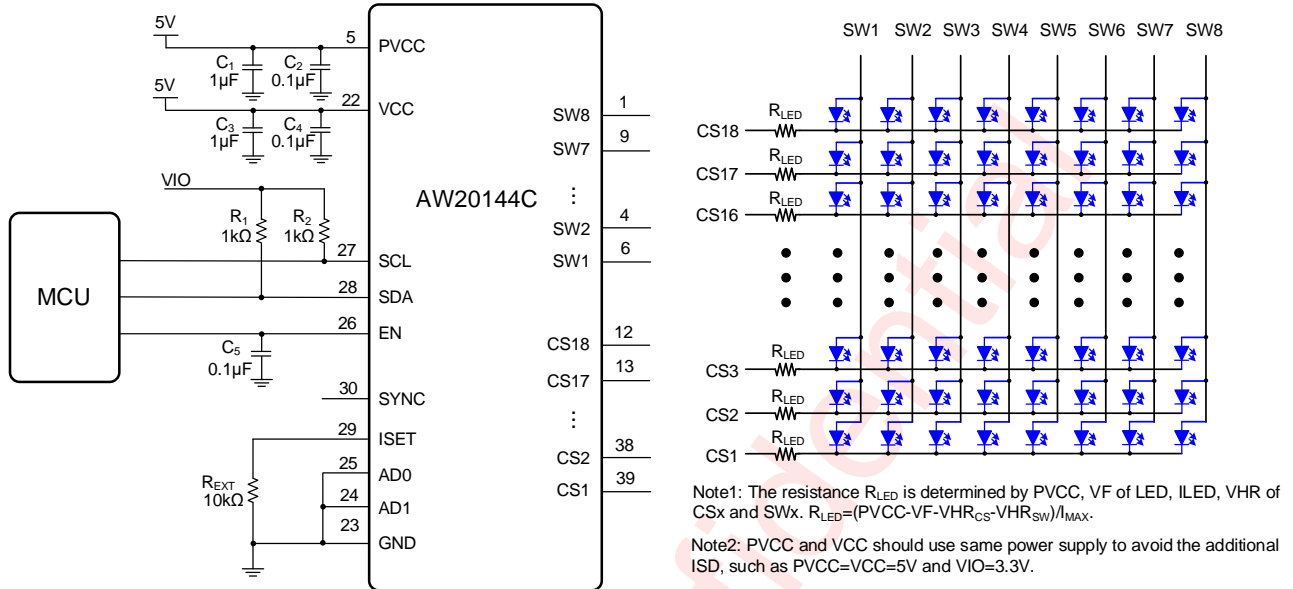 5V
5
PVCC
C1
1µF
C2
0.1µF
5V
22
VCC
C3
1µF
C4
0.1µF
VIO
R1
1kΩ
R2
1kΩ
MCU
27
SCL
28
SDA
26
EN
C5
0.1µF
30
SYNC
29
ISET
25
AD0
24
AD1
23
GND
REXT
10kΩ
AW20144C
SW8
1
SW7
9
SW2
4
SW1
6
CS18
12
CS17
13
CS2
38
CS1
39
SW1 SW2 SW3 SW4 SW5 SW6 SW7 SW8
RLED
CS18
RLED
CS17
RLED
CS16
RLED
CS3
RLED
CS2
RLED
CS1
Note1: The resistance RLED is determined by PVCC, VF of LED, ILED, VHR of
CSx and SWx. RLED=(PVCC-VF-VHRCS-VHRSW)/IMAX.
Note2: PVCC and VCC should use same power supply to avoid the additional
ISD, such as PVCC=VCC=5V and VIO=3.3V.